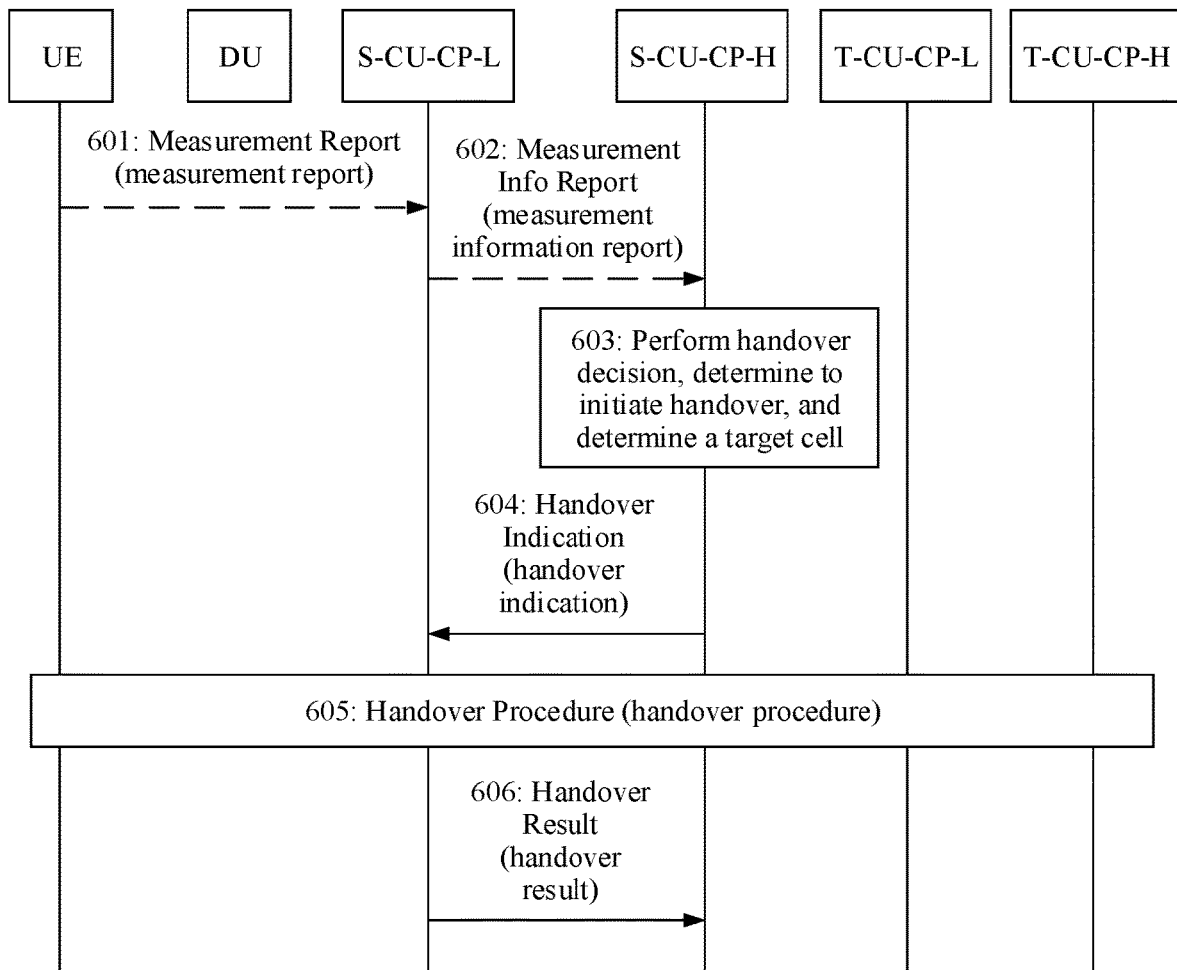 UE
DU
S-CU-CP-L
S-CU-CP-H
T-CU-CP-L
T-CU-CP-H
601: Measurement Report
(measurement report)
602: Measurement
Info Report
(measurement
information report)
603: Perform handover
decision, determine to
initiate handover, and
determine a target cell
604: Handover
Indication
(handover
indication)
605: Handover Procedure (handover procedure)
606: Handover
Result
(handover
result)